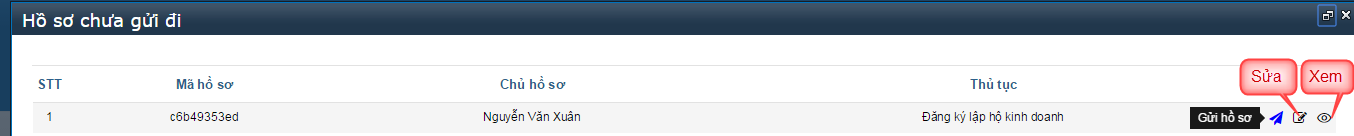 Hồ sơ chưa gửi đi
STT Mã hồ sơ Chủ hồ sơ Thủ tục
Sửa Xem
1 c6b49353ed Nguyễn Văn Xuân Đăng ký lập hộ kinh doanh Gửi hồ sơ